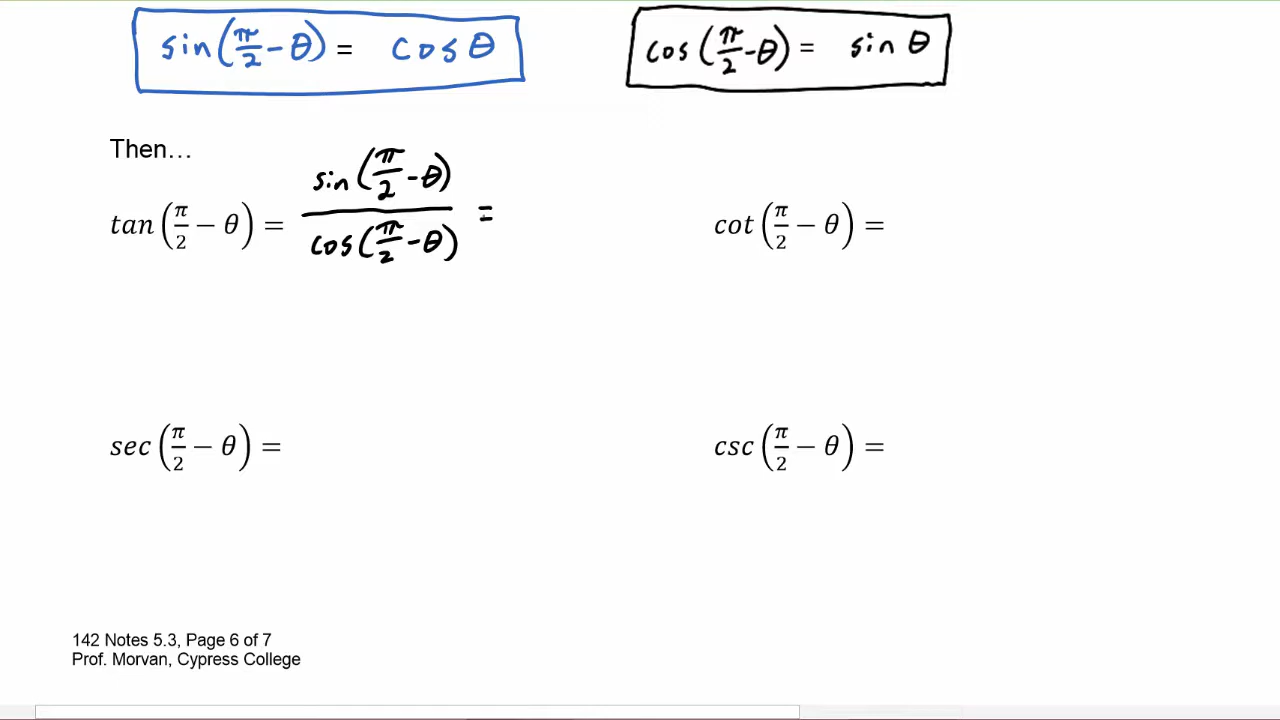 sin(π/2 − θ) = cos θ
cos(π/2 − θ) = sin θ
Then…
tan(π/2 − θ) = sin(π/2 − θ) / cos(π/2 − θ) =
cot(π/2 − θ) =
sec(π/2 − θ) =
csc(π/2 − θ) =
142 Notes 5.3, Page 6 of 7
Prof. Morvan, Cypress College